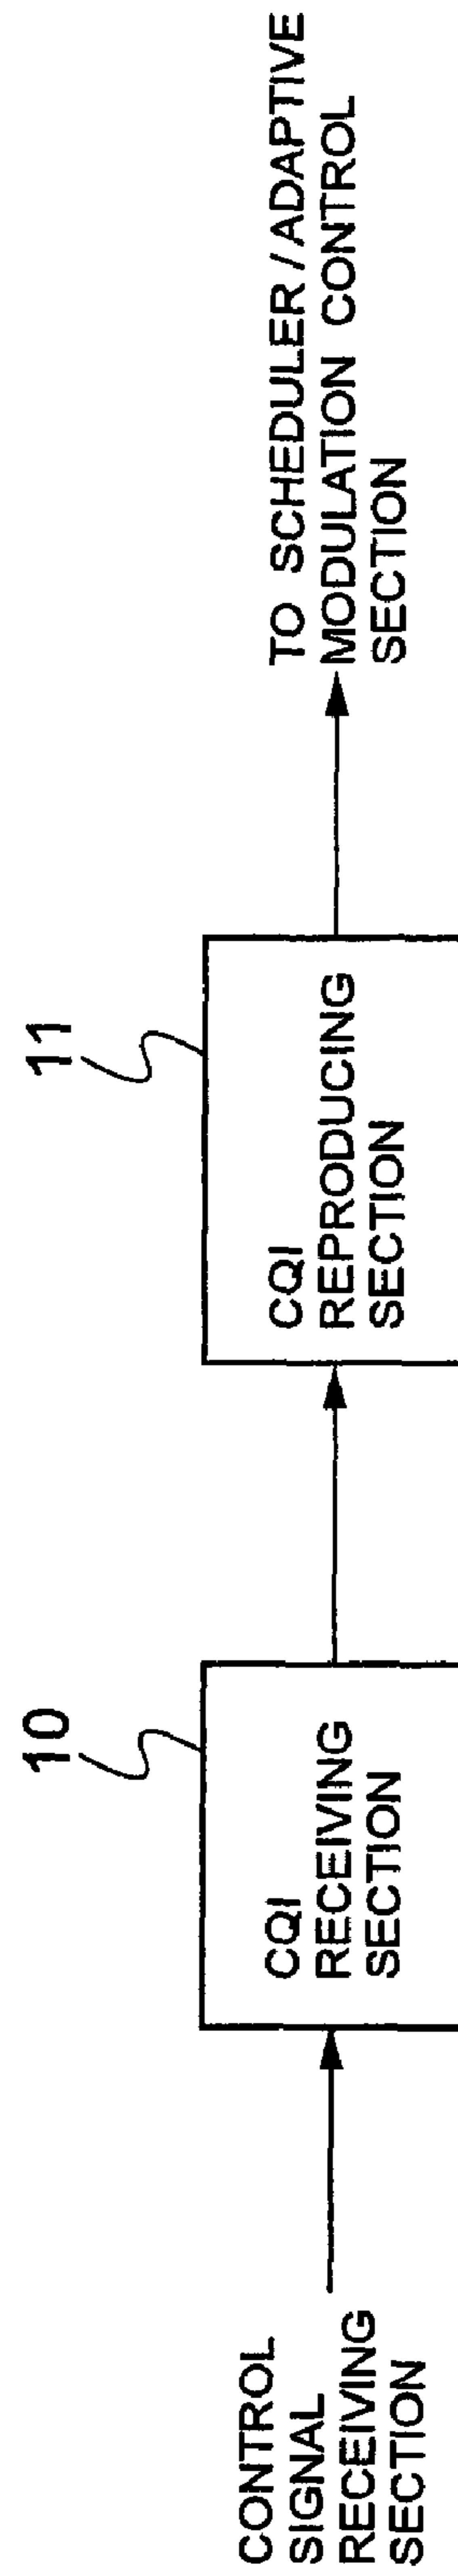 CONTROL
SIGNAL
RECEIVING
SECTION
10
CQI
RECEIVING
SECTION
11
CQI
REPRODUCING
SECTION
TO SCHEDULER/ADAPTIVE
MODULATION CONTROL
SECTION